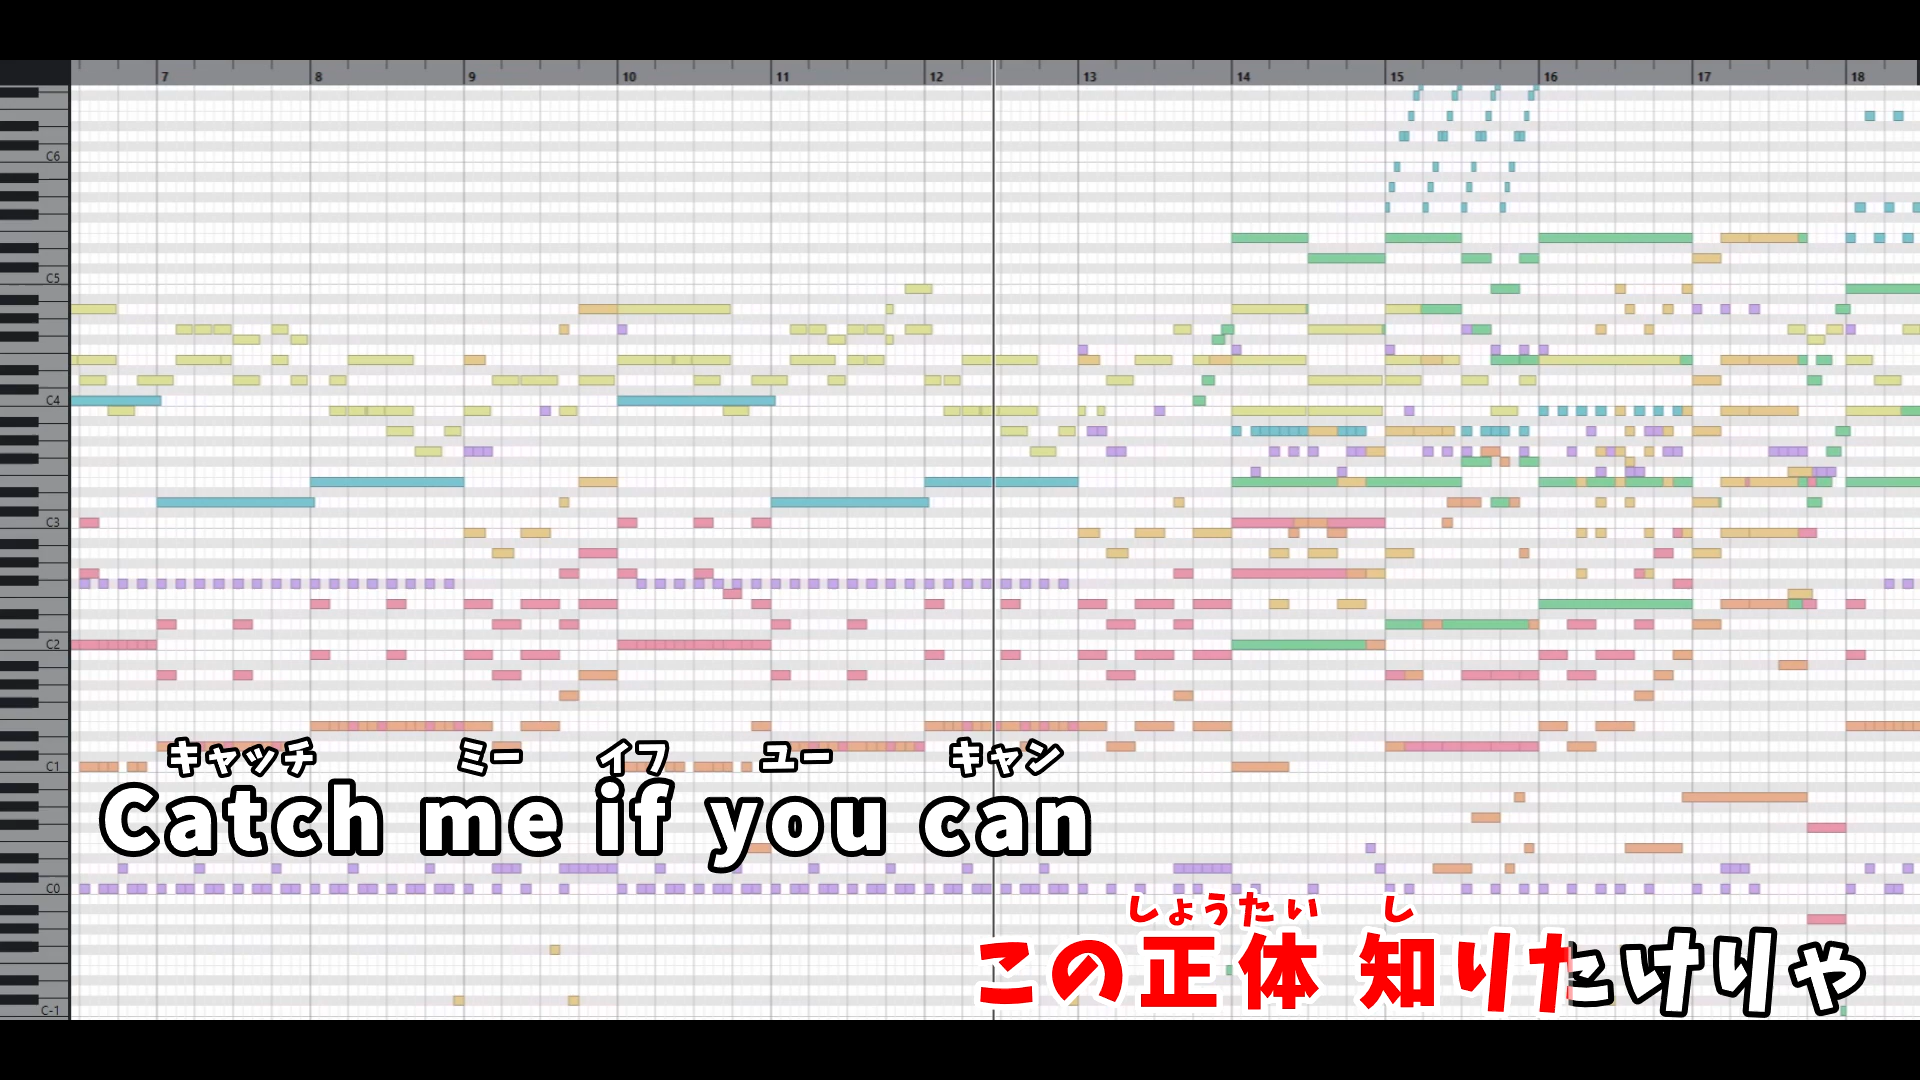 7 8 9 10 11 12 13 14 15 16 17 18
C6
C5
C4
C3
C2
C1
キャッチ ミー イフ ユー キャン
Catch me if you can
C0
しょうたい し
この正体 知りたけりゃ
C-1